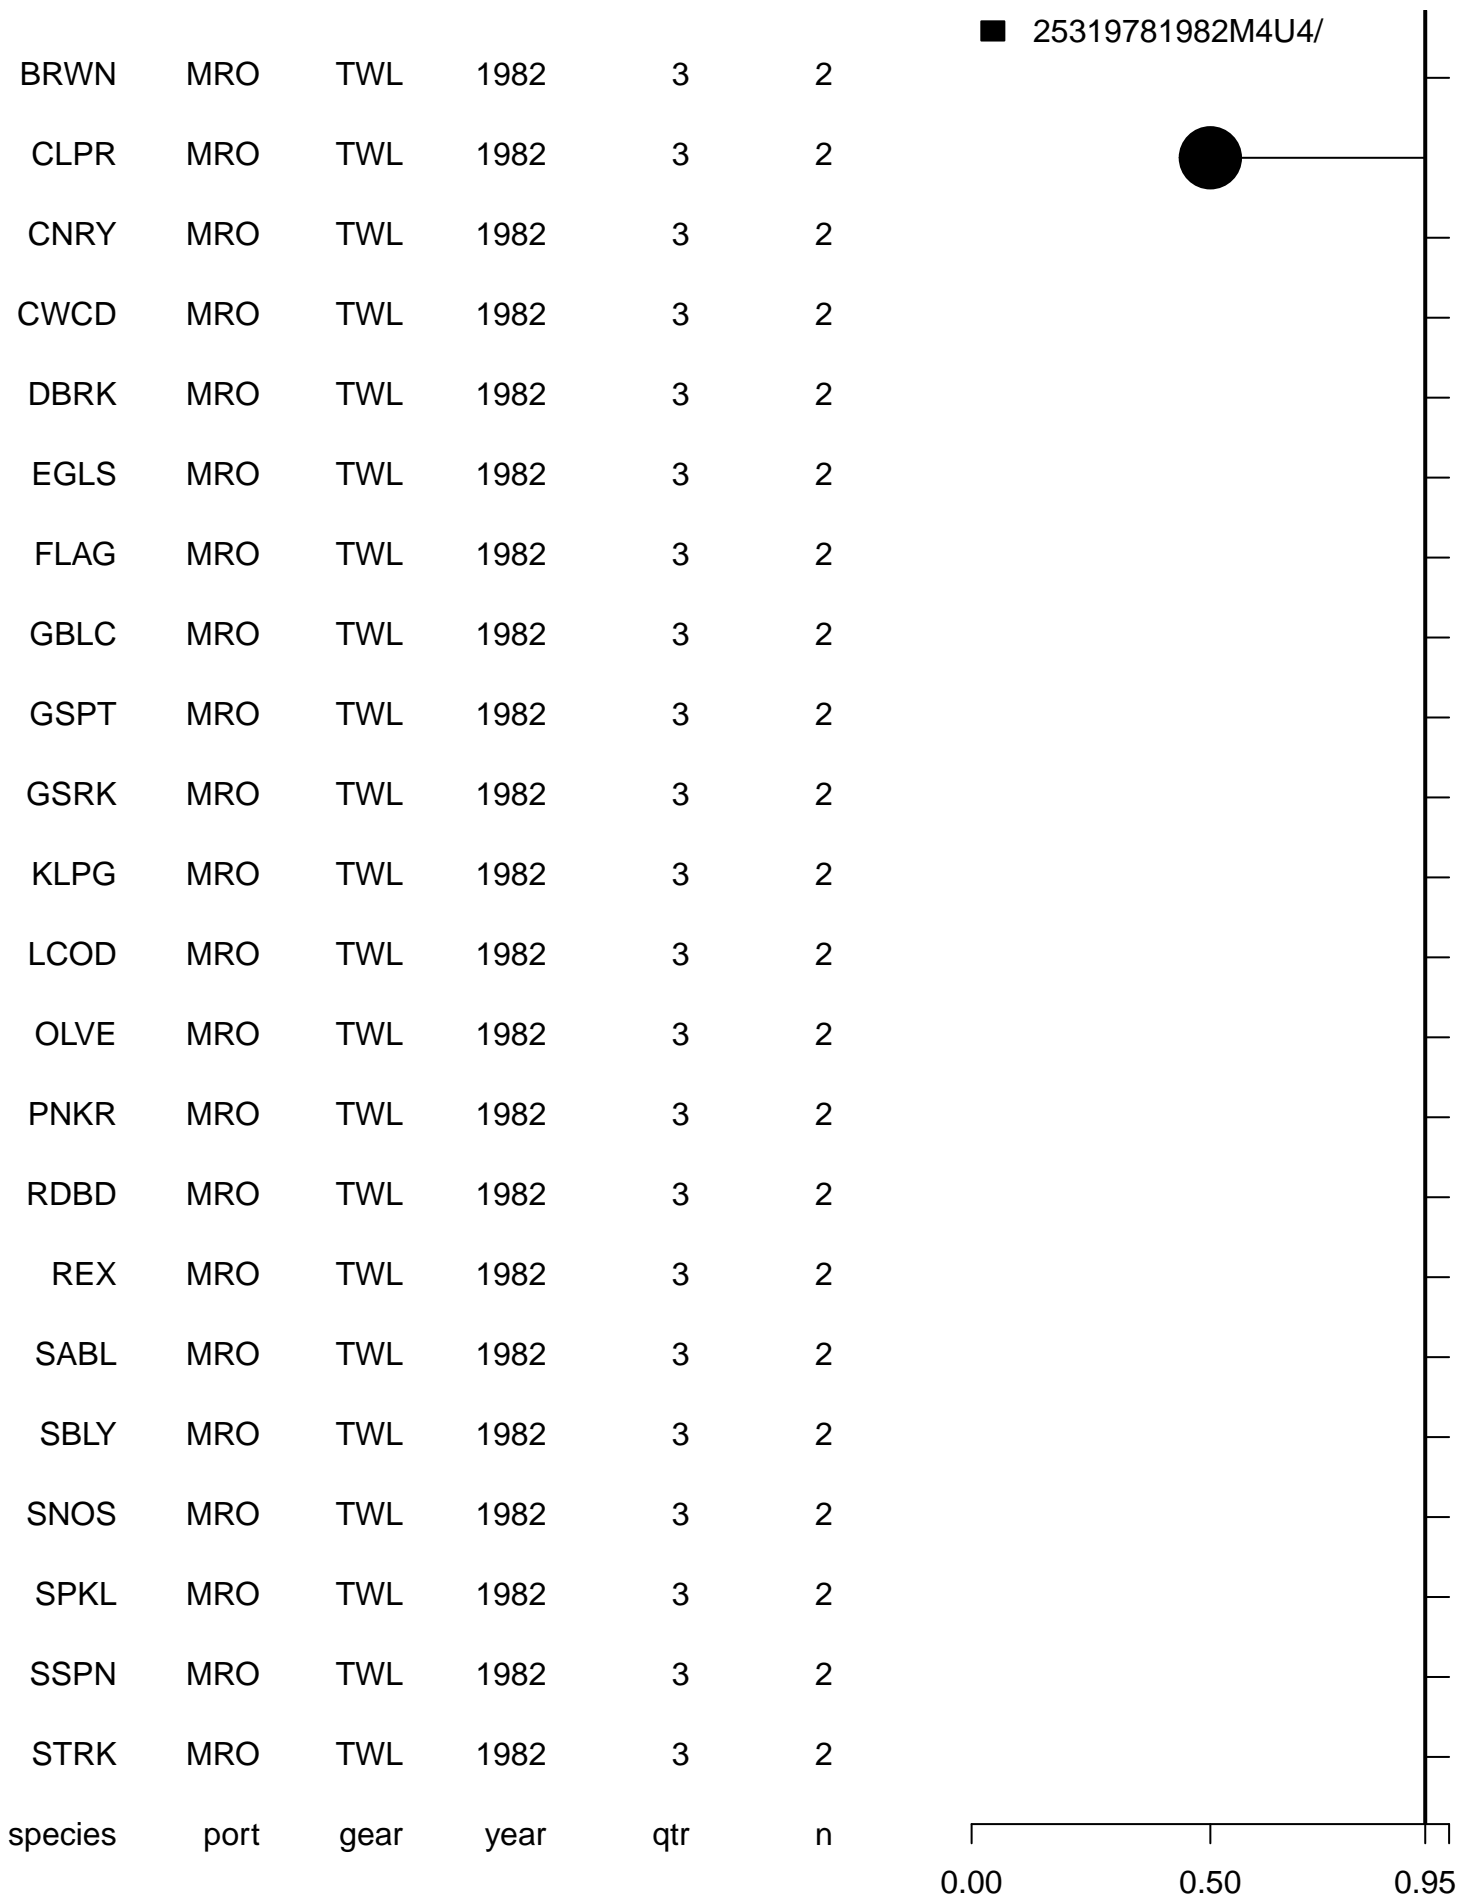 25319781982M4U4/
BRWN MRO TWL 1982 3 2
CLPR MRO TWL 1982 3 2
CNRY MRO TWL 1982 3 2
CWCD MRO TWL 1982 3 2
DBRK MRO TWL 1982 3 2
EGLS MRO TWL 1982 3 2
FLAG MRO TWL 1982 3 2
GBLC MRO TWL 1982 3 2
GSPT MRO TWL 1982 3 2
GSRK MRO TWL 1982 3 2
KLPG MRO TWL 1982 3 2
LCOD MRO TWL 1982 3 2
OLVE MRO TWL 1982 3 2
PNKR MRO TWL 1982 3 2
RDBD MRO TWL 1982 3 2
REX MRO TWL 1982 3 2
SABL MRO TWL 1982 3 2
SBLY MRO TWL 1982 3 2
SNOS MRO TWL 1982 3 2
SPKL MRO TWL 1982 3 2
SSPN MRO TWL 1982 3 2
STRK MRO TWL 1982 3 2
species port gear year qtr n
0.00 0.50 0.95